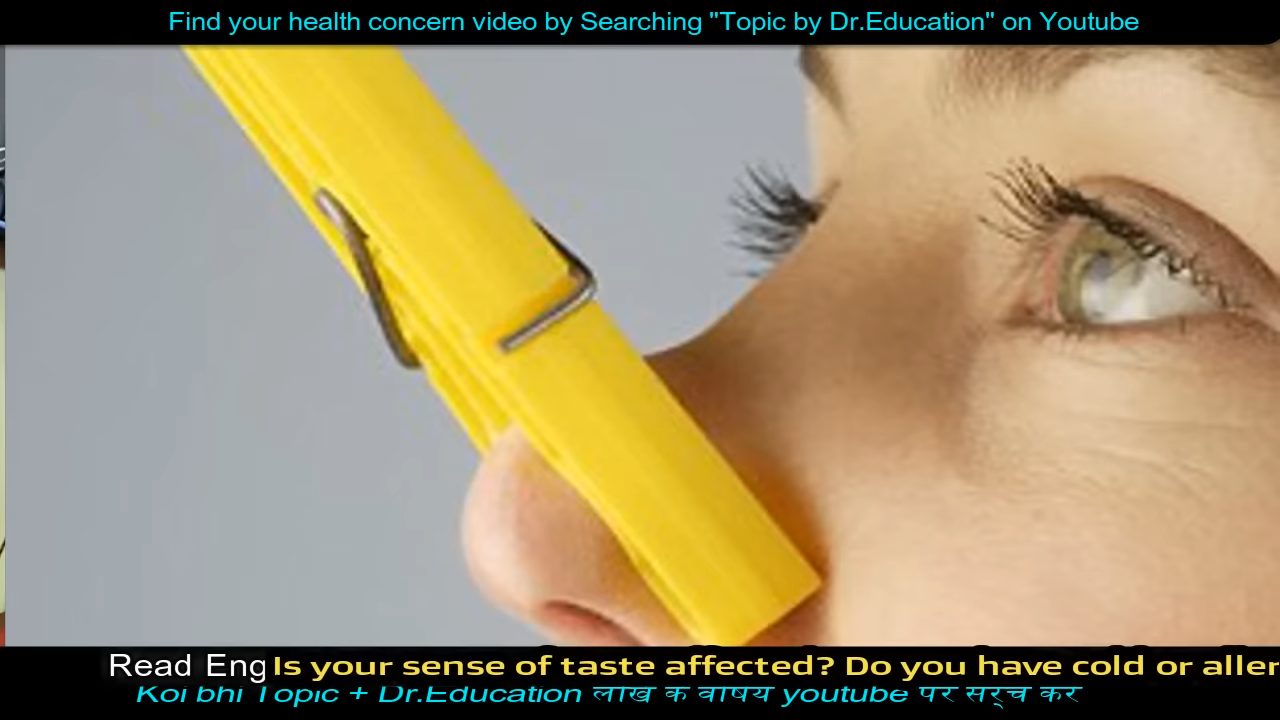 Find your health concern video by Searching "Topic by Dr.Education" on Youtube
Read Eng Is your sense of taste affected? Do you have cold or aller
Koi bhi Topic + Dr.Education लाख क वाषय youtube पर सर्च कर